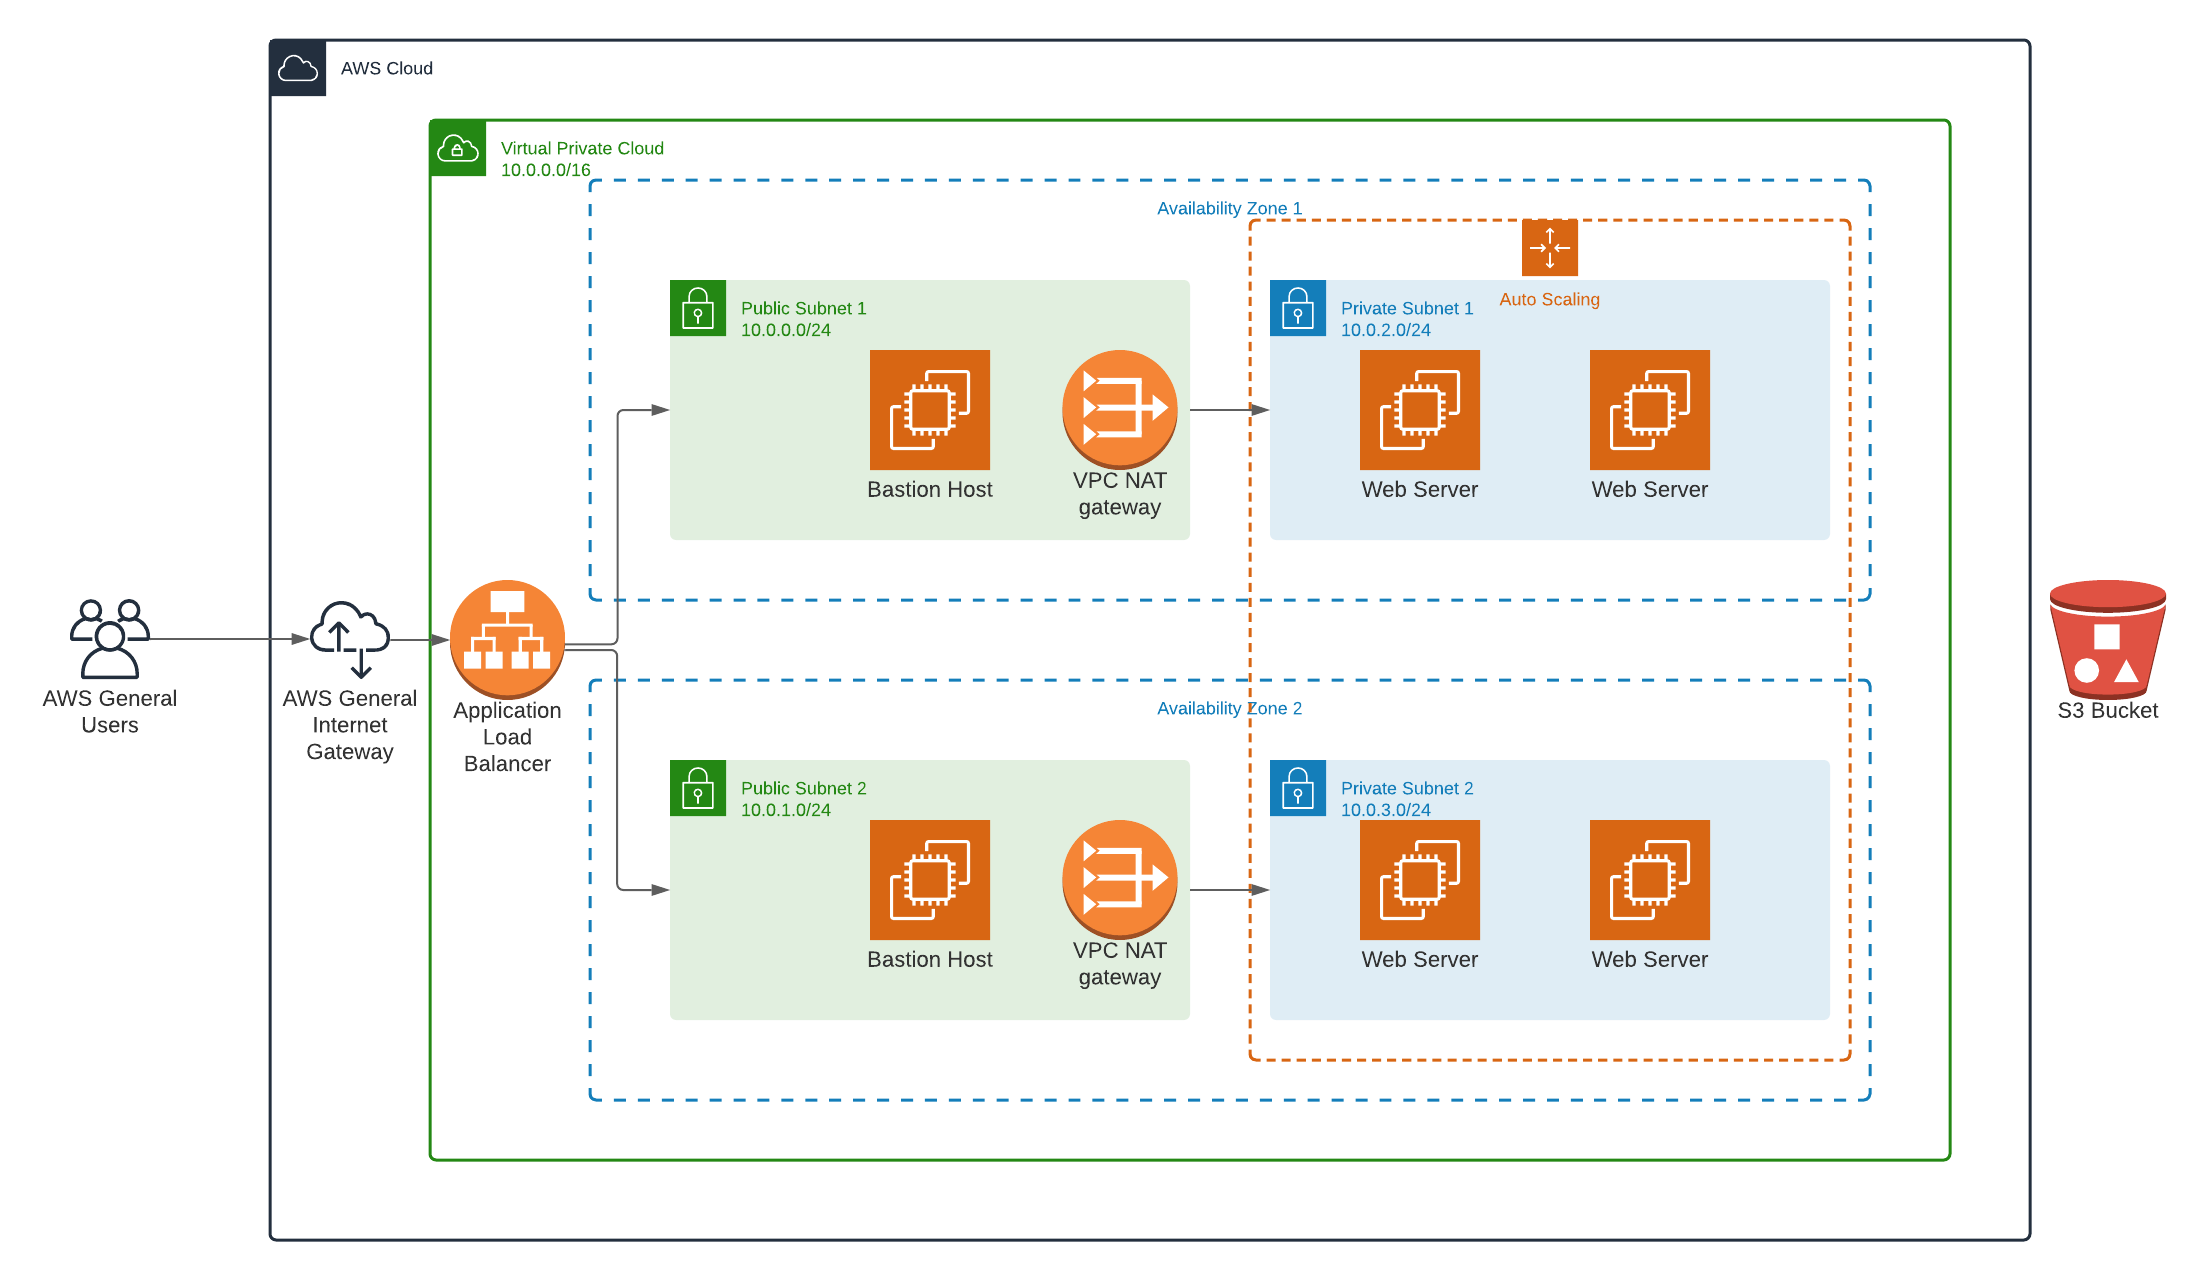 AWS Cloud
Virtual Private Cloud
10.0.0.0/16
Availability Zone 1
Public Subnet 1
10.0.0.0/24
Private Subnet 1
10.0.2.0/24
Auto Scaling
Bastion Host
VPC NAT
gateway
Web Server
Web Server
AWS General
Users
AWS General
Internet
Gateway
Application
Load
Balancer
S3 Bucket
Availability Zone 2
Public Subnet 2
10.0.1.0/24
Private Subnet 2
10.0.3.0/24
Bastion Host
VPC NAT
gateway
Web Server
Web Server